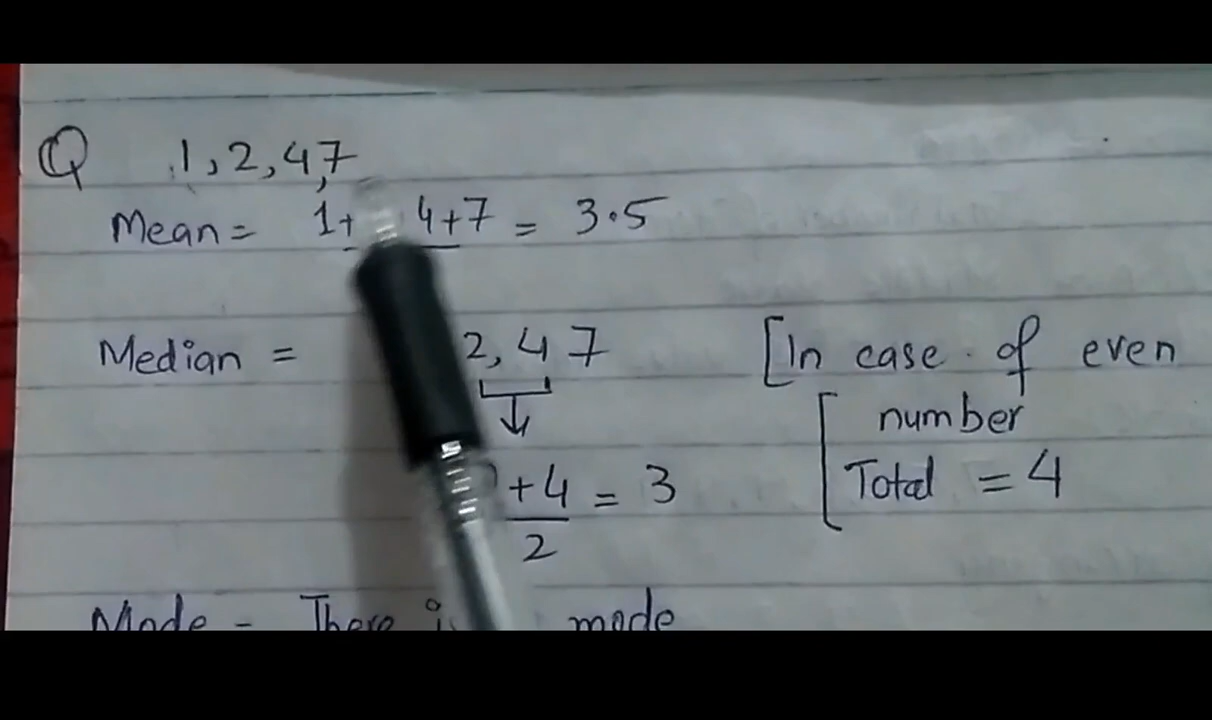 Q 1,2,4,7
Mean = 1+ 4+7 = 3.5
Median = 2,4 7 [In case of even
number
+4 = 3 Total = 4
2
Mode - There mode